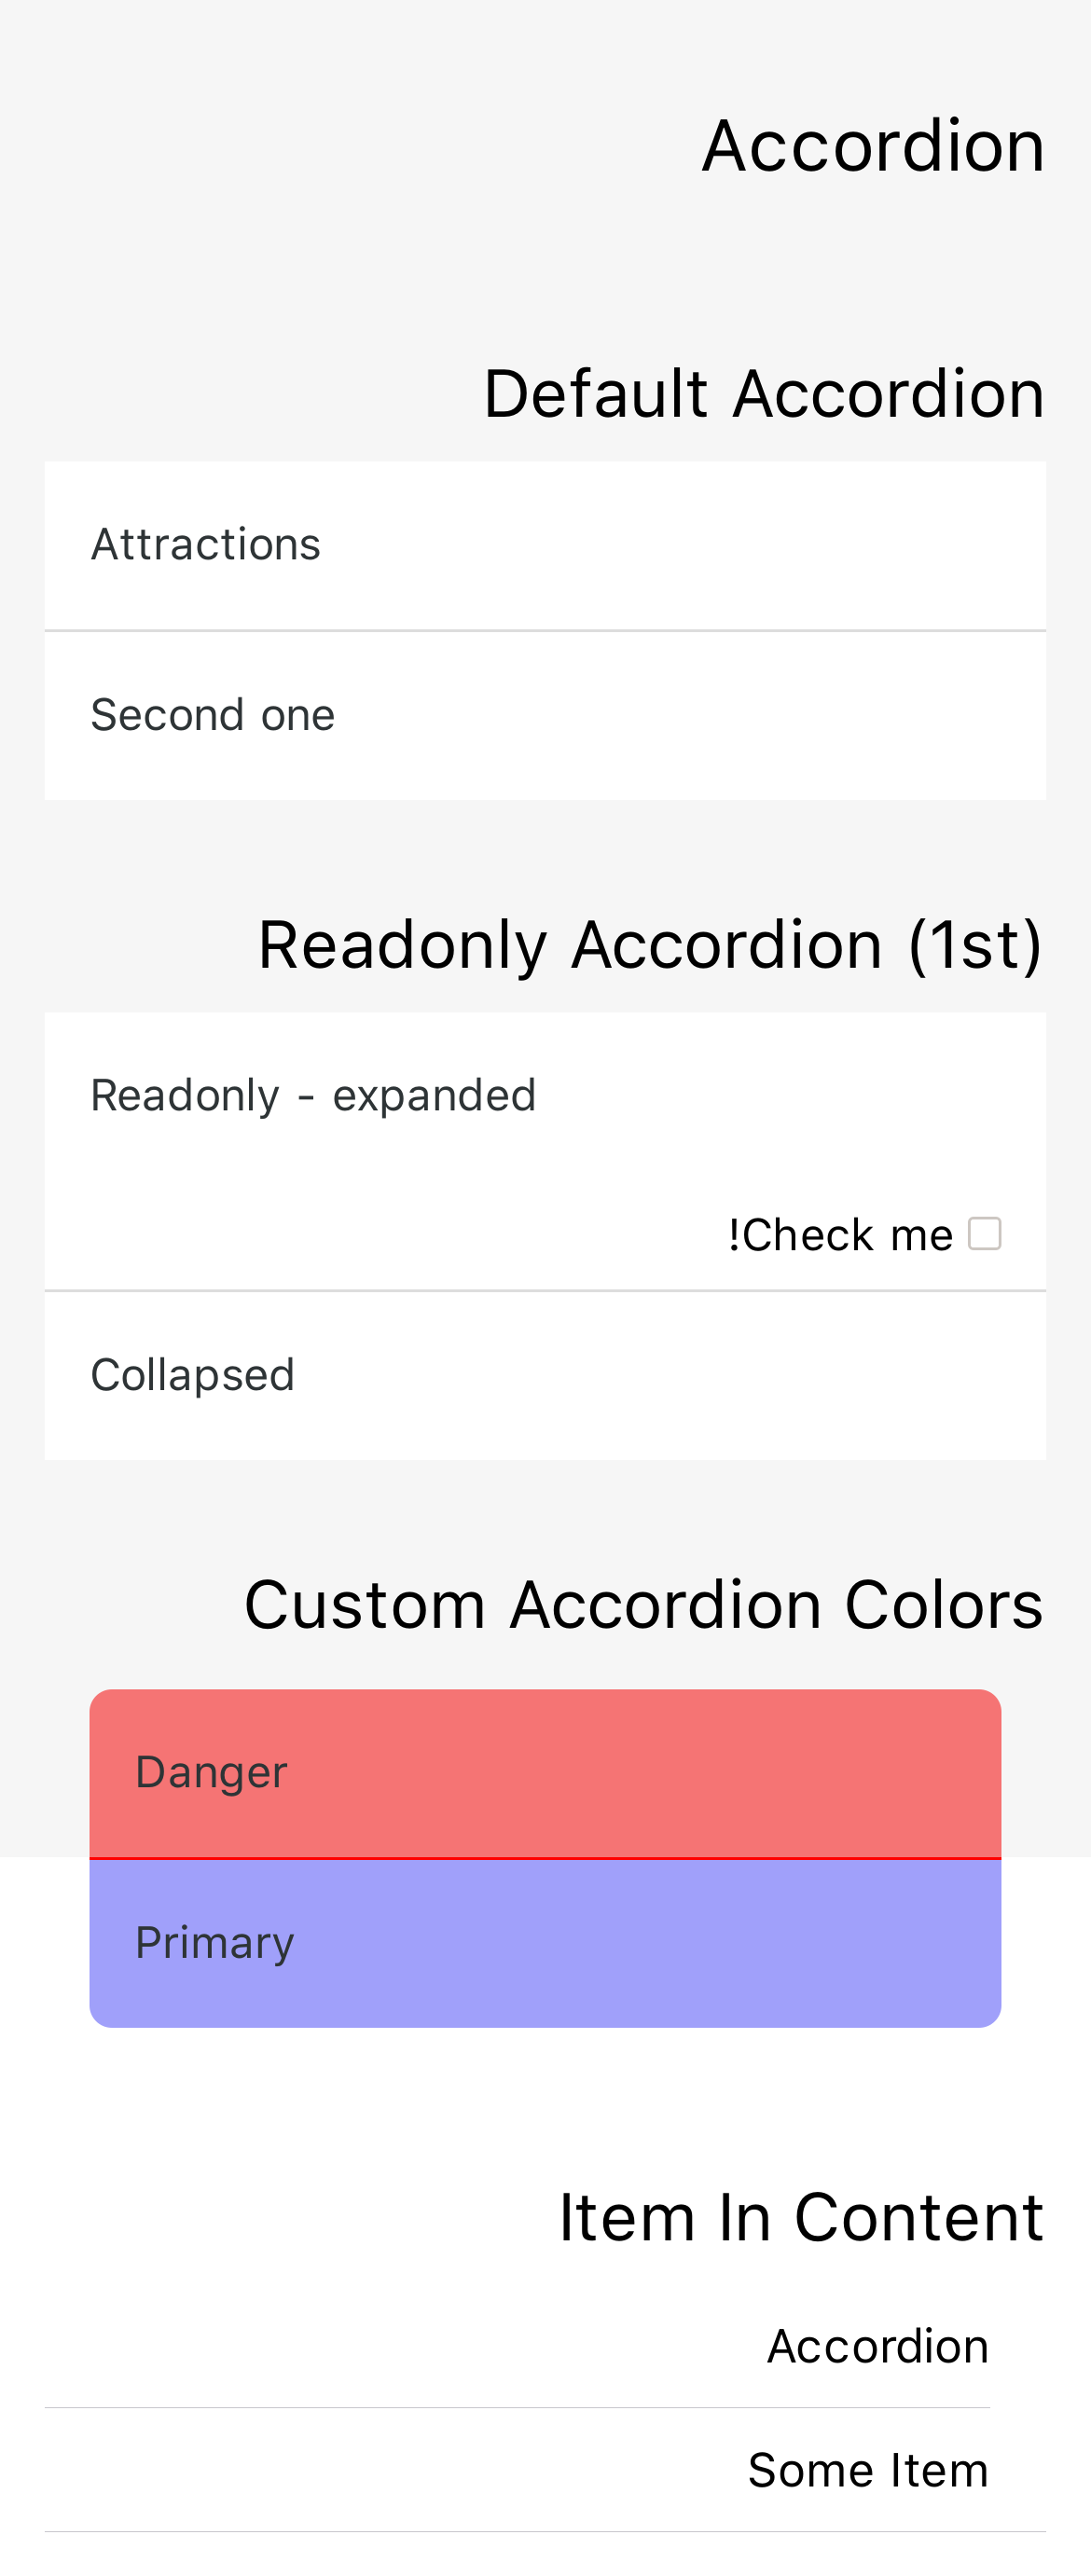 Accordion
Default Accordion
Attractions
Second one
Readonly Accordion (1st)
Readonly - expanded
!Check me
Collapsed
Custom Accordion Colors
Danger
Primary
Item In Content
Accordion
Some Item